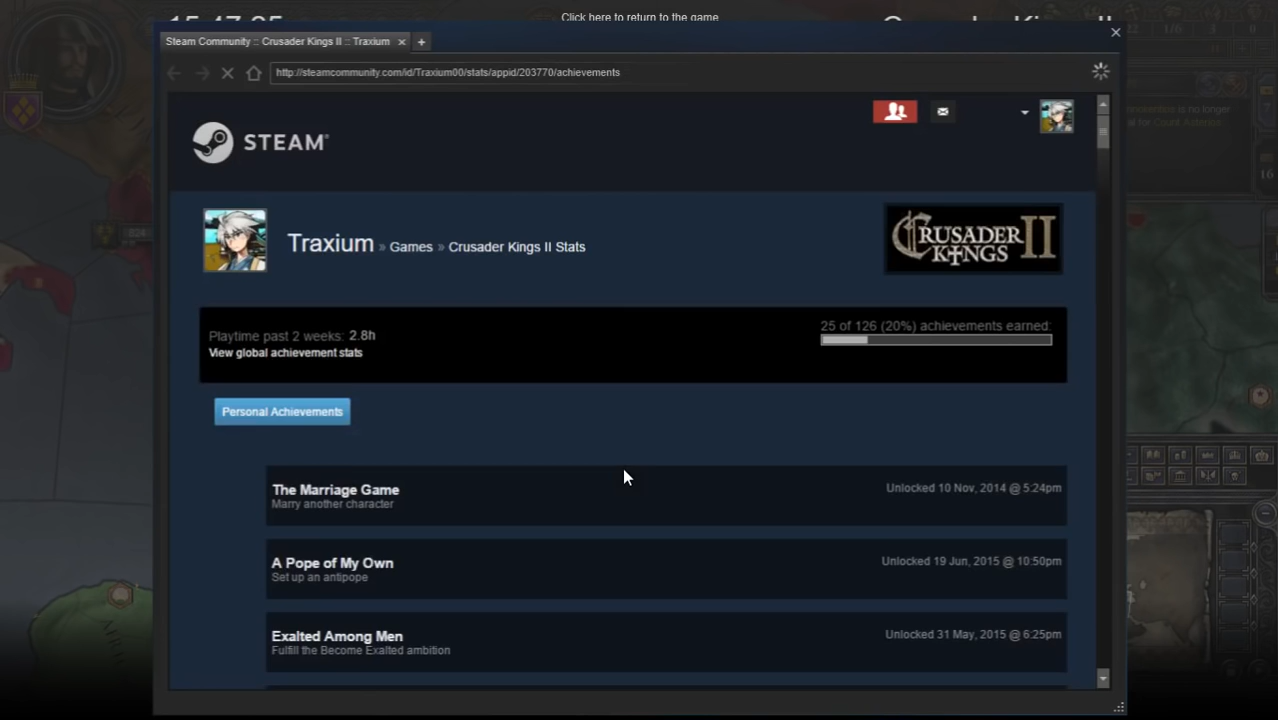 Click here to return to the game
Steam Community :: Crusader Kings II :: Traxium
http://steamcommunity.com/id/Traxium00/stats/appid/203770/achievements
STEAM
Traxium » Games » Crusader Kings II Stats
CRUSADER KINGS II
Playtime past 2 weeks: 2.8h
25 of 126 (20%) achievements earned:
View global achievement stats
Personal Achievements
The Marriage Game
Unlocked 10 Nov, 2014 @ 5:24pm
Marry another character
A Pope of My Own
Unlocked 19 Jun, 2015 @ 10:50pm
Set up an antipope
Exalted Among Men
Unlocked 31 May, 2015 @ 6:25pm
Fulfill the Become Exalted ambition